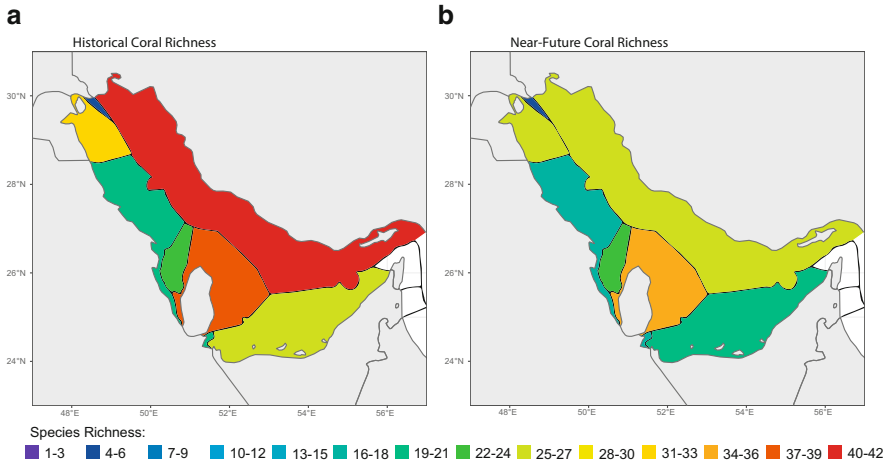 a
b
Historical Coral Richness
Near-Future Coral Richness
30°N
28°N
26°N
24°N
48°E 50°E 52°E 54°E 56°E
30°N
28°N
26°N
24°N
48°E 50°E 52°E 54°E 56°E
Species Richness:
1-3 4-6 7-9 10-12 13-15 16-18 19-21 22-24 25-27 28-30 31-33 34-36 37-39 40-42